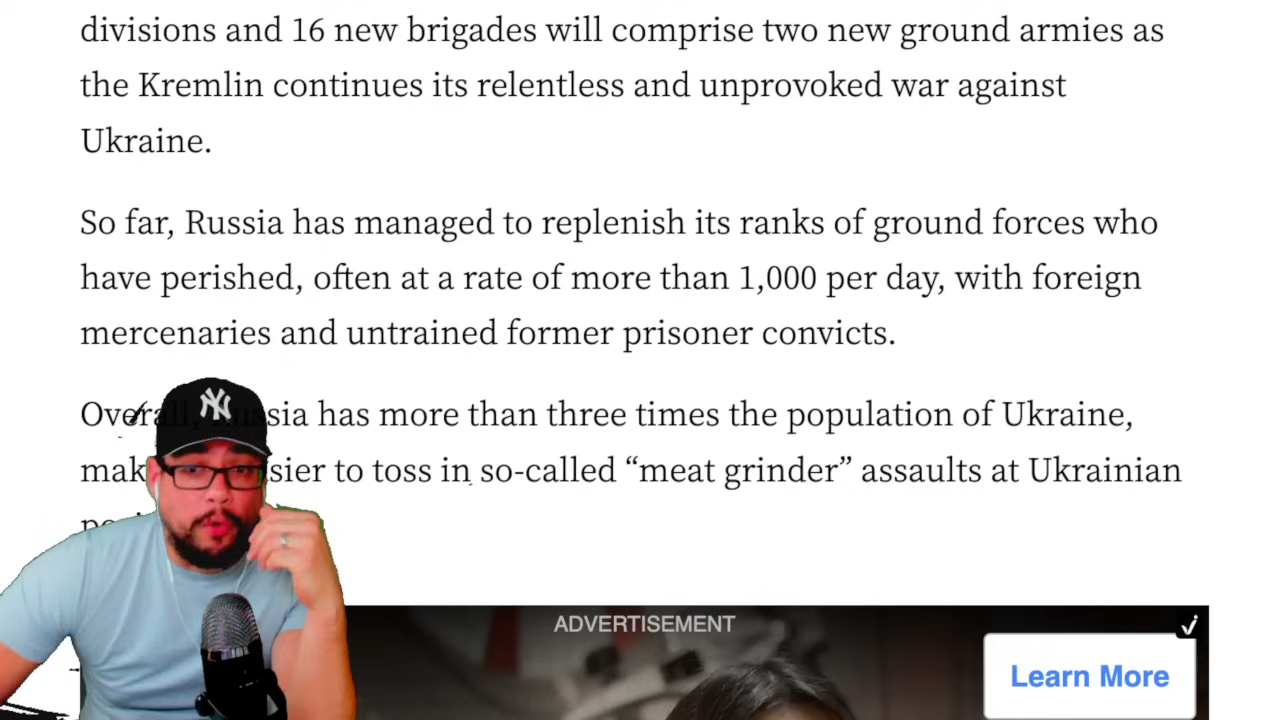 divisions and 16 new brigades will comprise two new ground armies as
the Kremlin continues its relentless and unprovoked war against
Ukraine.
So far, Russia has managed to replenish its ranks of ground forces who
have perished, often at a rate of more than 1,000 per day, with foreign
mercenaries and untrained former prisoner convicts.
Overall, Russia has more than three times the population of Ukraine,
to toss in so-called “meat grinder” assaults at Ukrainian
NY
ADVERTISEMENT
Learn More